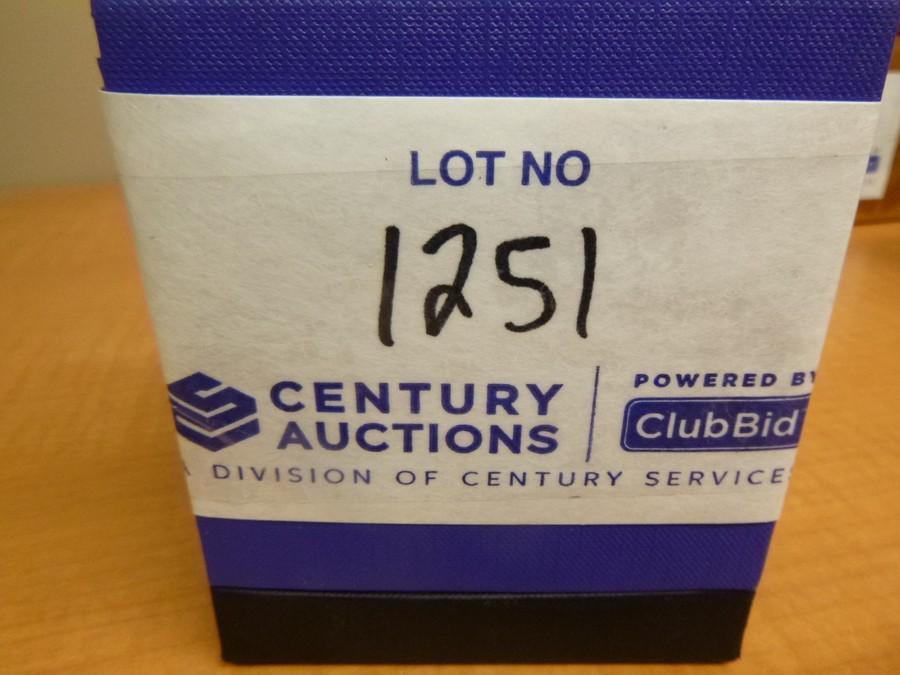 LOT NO
1251
CENTURY
AUCTIONS
POWERED BY
ClubBid
A DIVISION OF CENTURY SERVICES